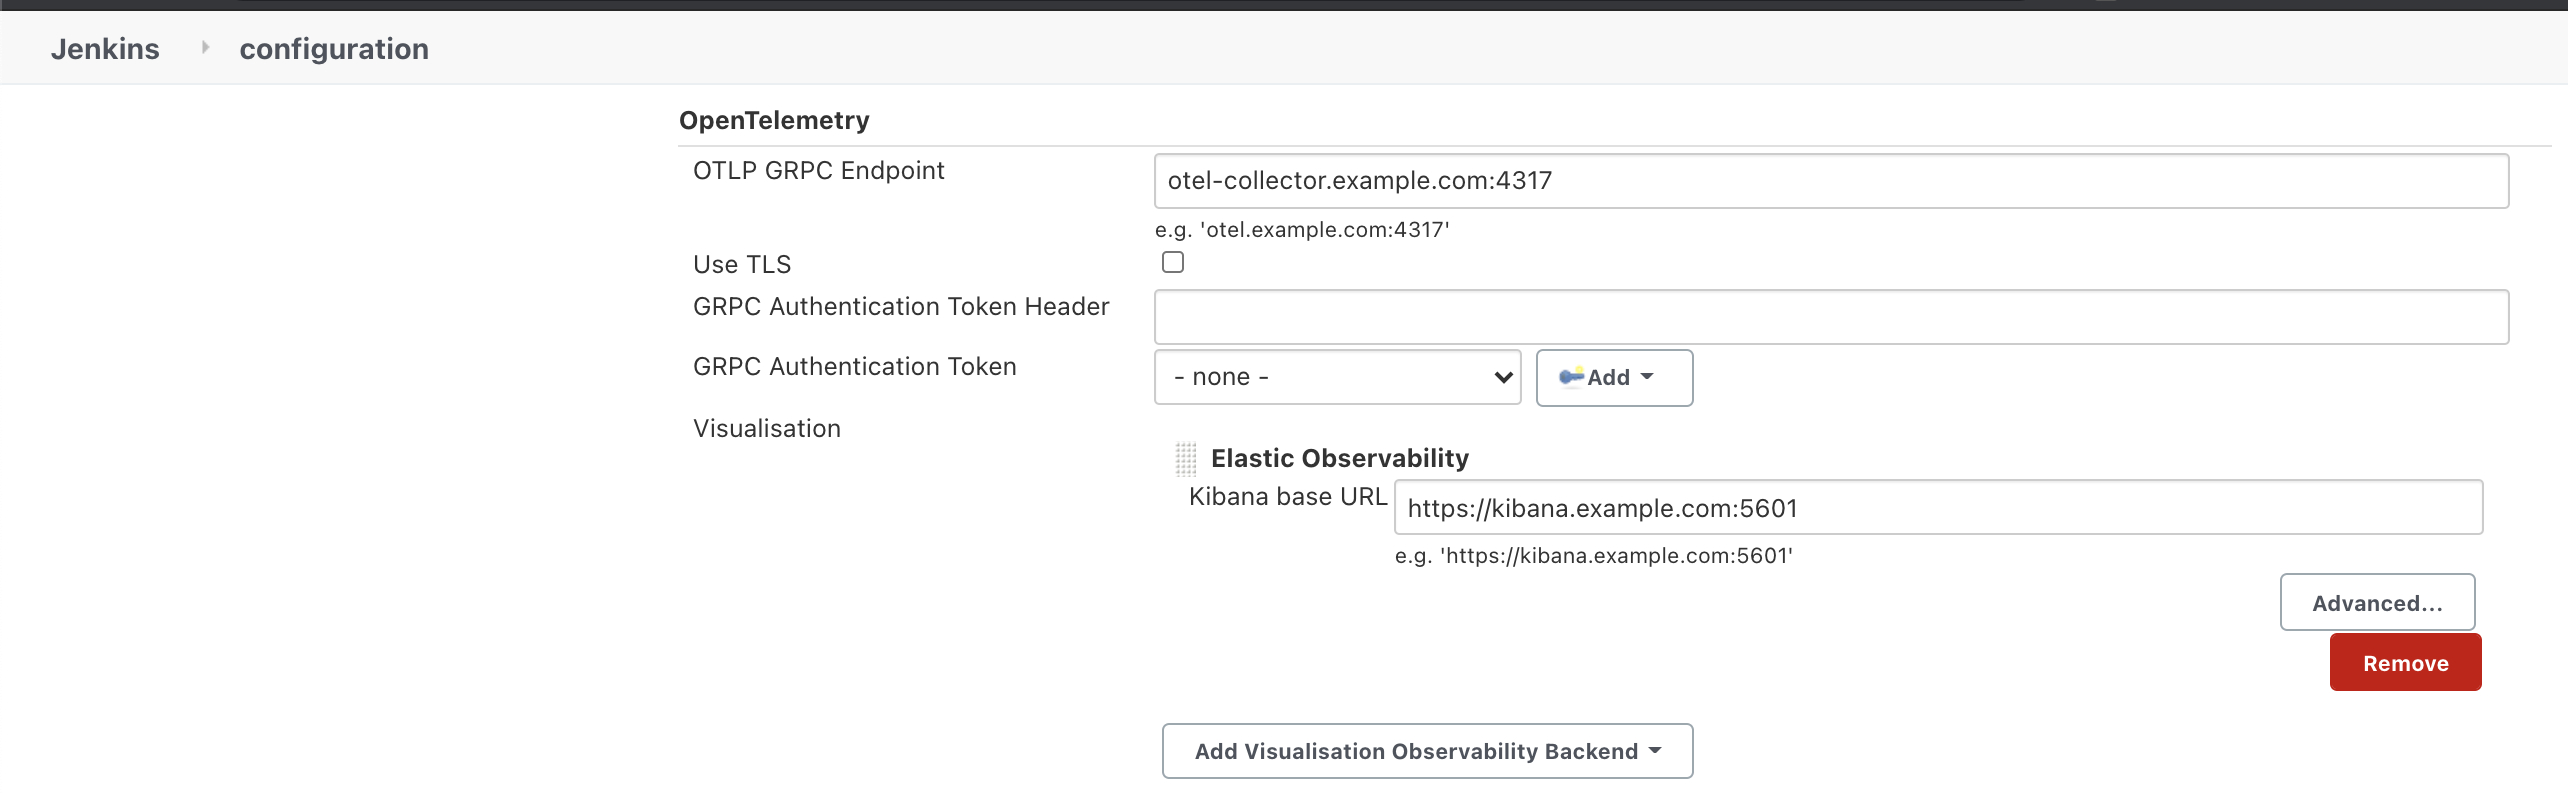 Jenkins configuration
OpenTelemetry
OTLP GRPC Endpoint
otel-collector.example.com:4317
e.g. 'otel.example.com:4317'
Use TLS
GRPC Authentication Token Header
GRPC Authentication Token
- none -
Add
Visualisation
Elastic Observability
Kibana base URL
https://kibana.example.com:5601
e.g. 'https://kibana.example.com:5601'
Advanced...
Remove
Add Visualisation Observability Backend